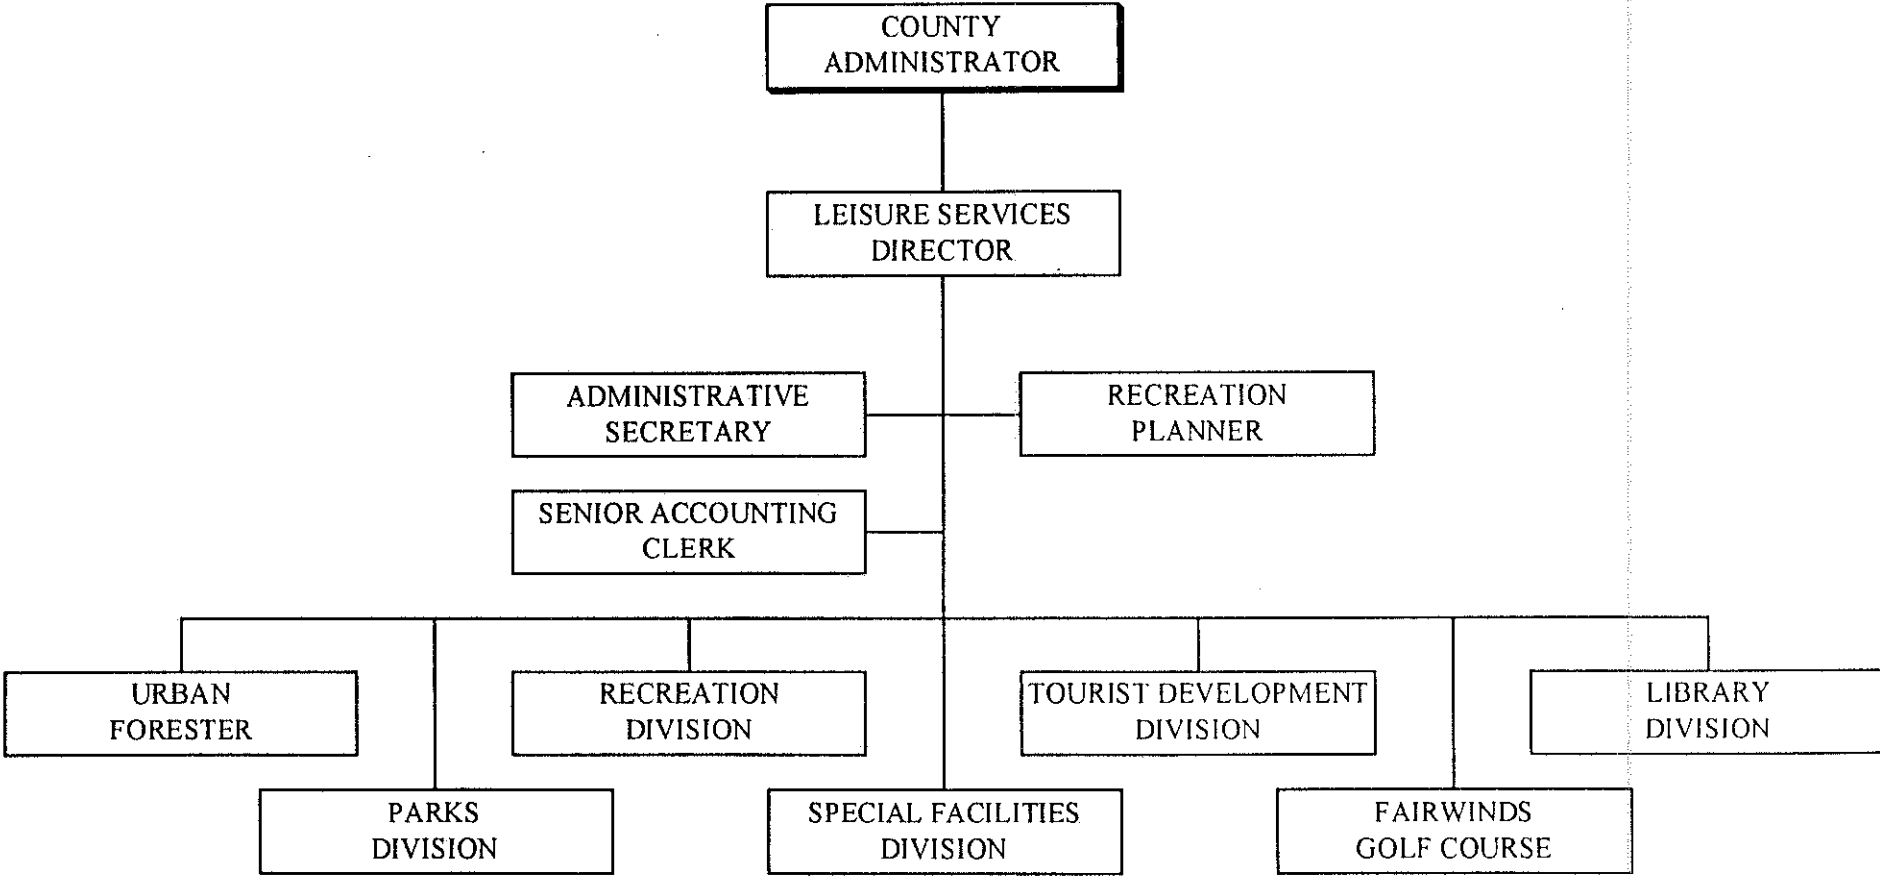 COUNTY
ADMINISTRATOR
LEISURE SERVICES
DIRECTOR
ADMINISTRATIVE
SECRETARY
RECREATION
PLANNER
SENIOR ACCOUNTING
CLERK
URBAN
FORESTER
RECREATION
DIVISION
TOURIST DEVELOPMENT
DIVISION
LIBRARY
DIVISION
PARKS
DIVISION
SPECIAL FACILITIES
DIVISION
FAIRWINDS
GOLF COURSE